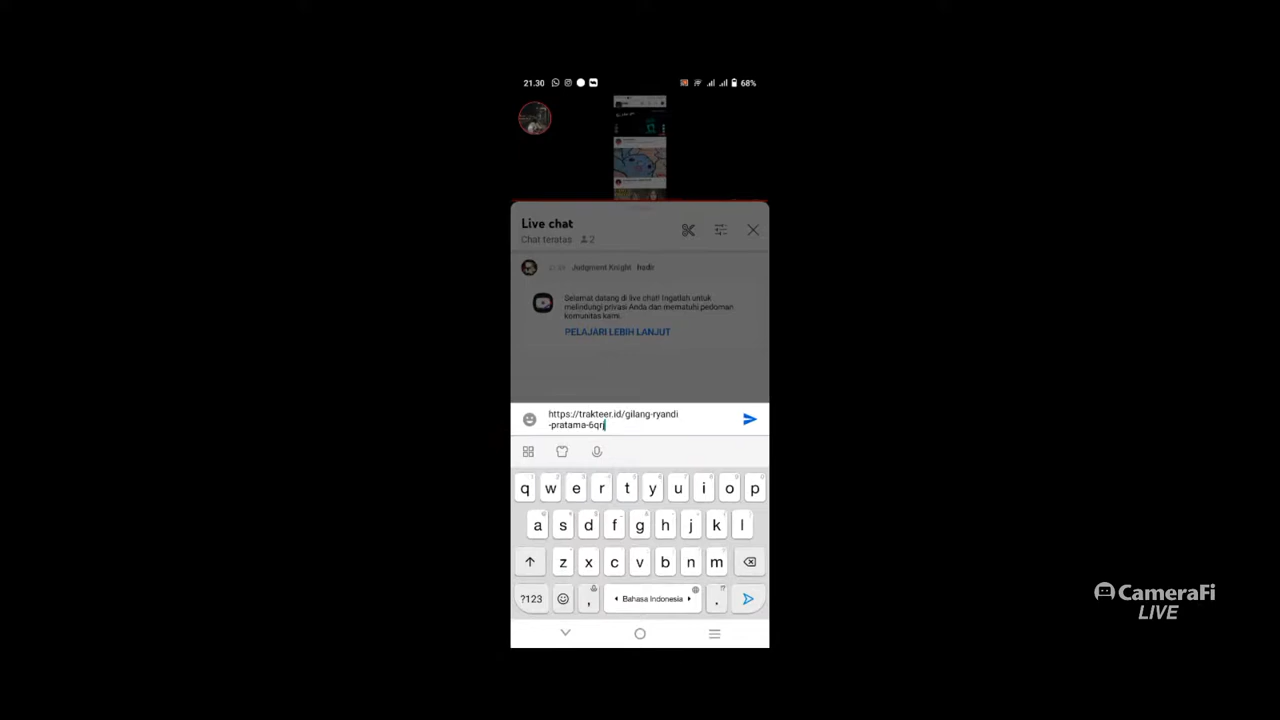 21.30
68%
Live chat
Chat teratas 2
Judgment Knight hadir
Selamat datang di live chat! Ingatlah untuk
melindungi privasi Anda dan mematuhi pedoman
komunitas kami.
PELAJARI LEBIH LANJUT
https://trakteer.id/gilang-ryandi
-pratama-6qrj
q w e r t y u i o p
a s d f g h j k l
z x c v b n m
?123 , Bahasa Indonesia .
CameraFi
LIVE